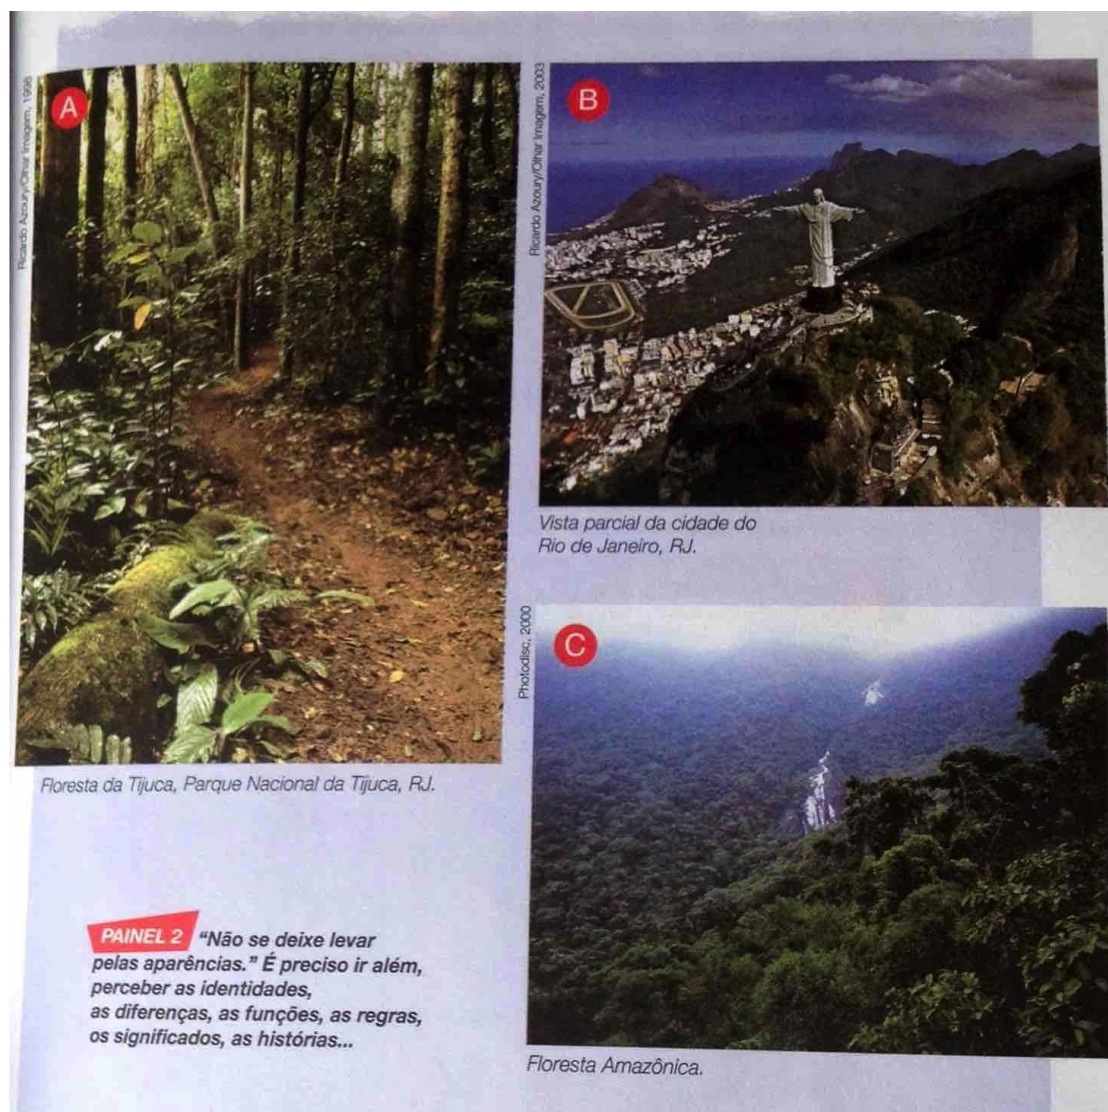 A
Ricardo Azoury/Olhar Imagem, 1996
Floresta da Tijuca, Parque Nacional da Tijuca, RJ.
B
Ricardo Azoury/Olhar Imagem, 2003
Vista parcial da cidade do
Rio de Janeiro, RJ.
C
Photodisc, 2000
Floresta Amazônica.
PAINEL 2 “Não se deixe levar
pelas aparências.” É preciso ir além,
perceber as identidades,
as diferenças, as funções, as regras,
os significados, as histórias...